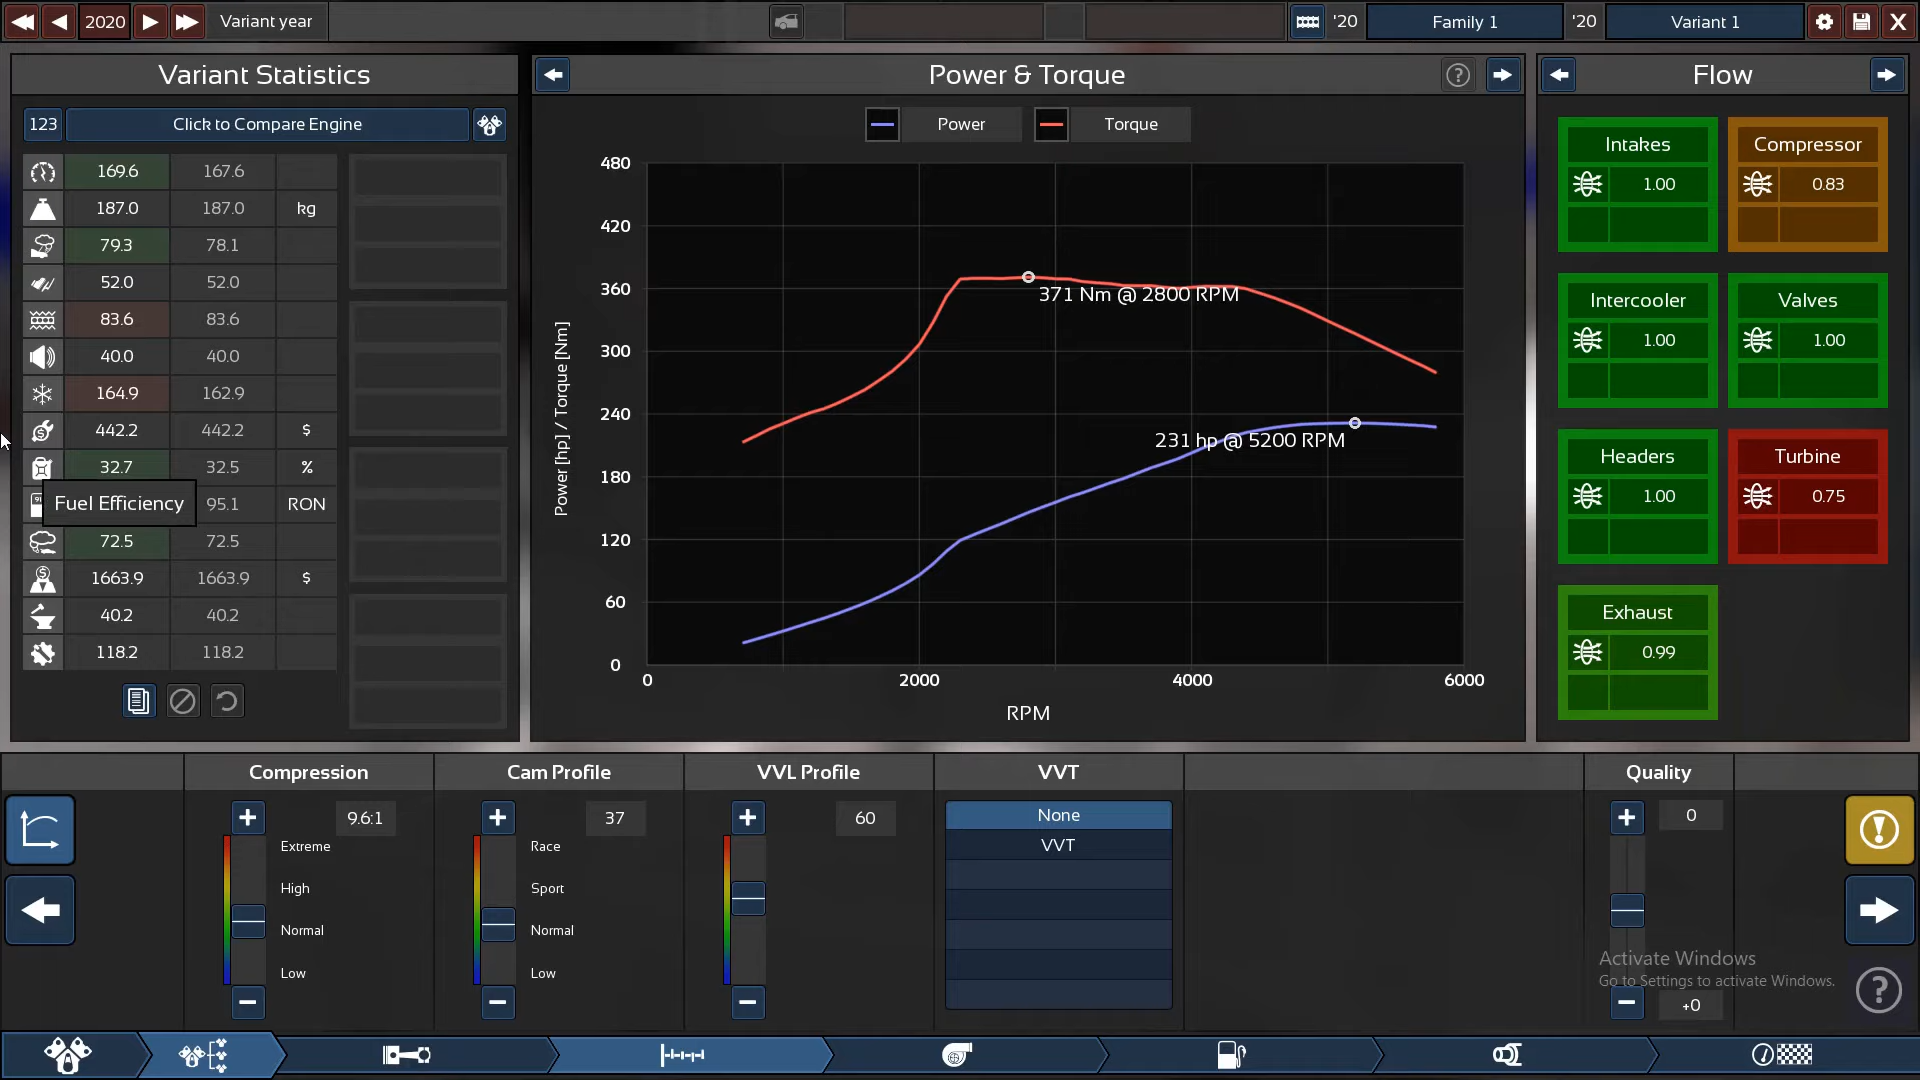 2020
Variant year
'20
Family 1
'20
Variant 1
X
Variant Statistics
123
Click to Compare Engine
169.6 167.6
187.0 187.0 kg
79.3 78.1
52.0 52.0
83.6 83.6
40.0 40.0
164.9 162.9
442.2 442.2 $
32.7 32.5 %
Fuel Efficiency 95.1 RON
72.5 72.5
1663.9 1663.9 $
40.2 40.2
118.2 118.2
Power & Torque
?
Power
Torque
480
420
360
300
240
180
120
60
0
Power [hp] / Torque [Nm]
371 Nm @ 2800 RPM
231 hp @ 5200 RPM
0 2000 4000 6000
RPM
Flow
Intakes
1.00
Compressor
0.83
Intercooler
1.00
Valves
1.00
Headers
1.00
Turbine
0.75
Exhaust
0.99
Compression
9.6:1
Extreme
High
Normal
Low
Cam Profile
37
Race
Sport
Normal
Low
VVL Profile
60
VVT
None
VVT
Quality
0
+0
Activate Windows
Go to Settings to activate Windows.
?